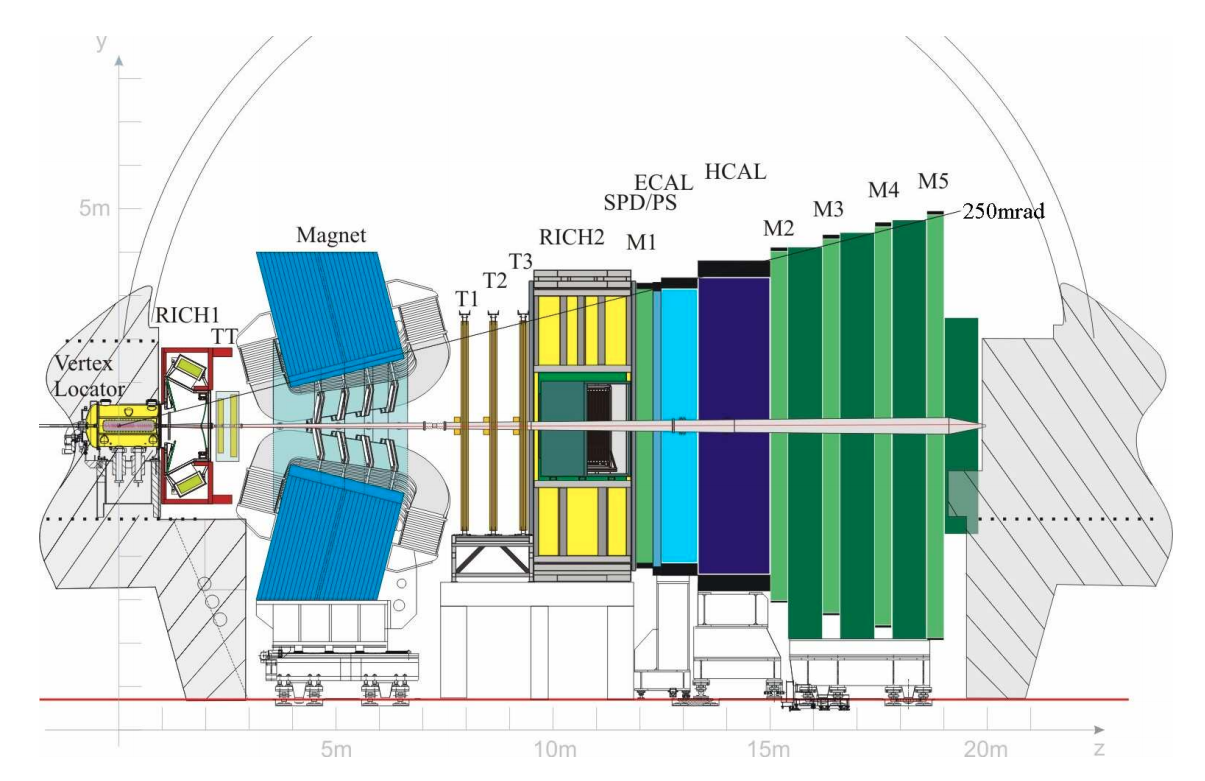 y
5m
Vertex
Locator
RICH1
TT
Magnet
T1
T2
T3
RICH2
SPD/PS
ECAL
M1
HCAL
M2
M3
M4
M5
250mrad
5m
10m
15m
20m
z